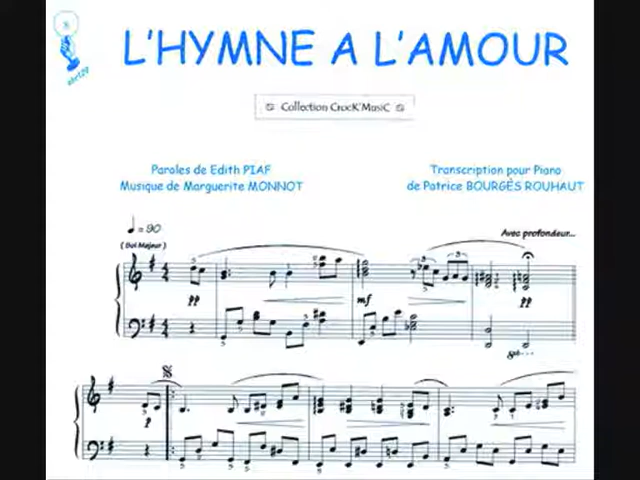 L'HYMNE A L'AMOUR
Collection CrocK'MusiC
Paroles de Edith PIAF
Musique de Marguerite MONNOT
Transcription pour Piano
de Patrice BOURGÈS ROUHAUT
♩ = 90
Avec profondeur...
( Sol Majeur )
pp
mf
pp
8va---
p